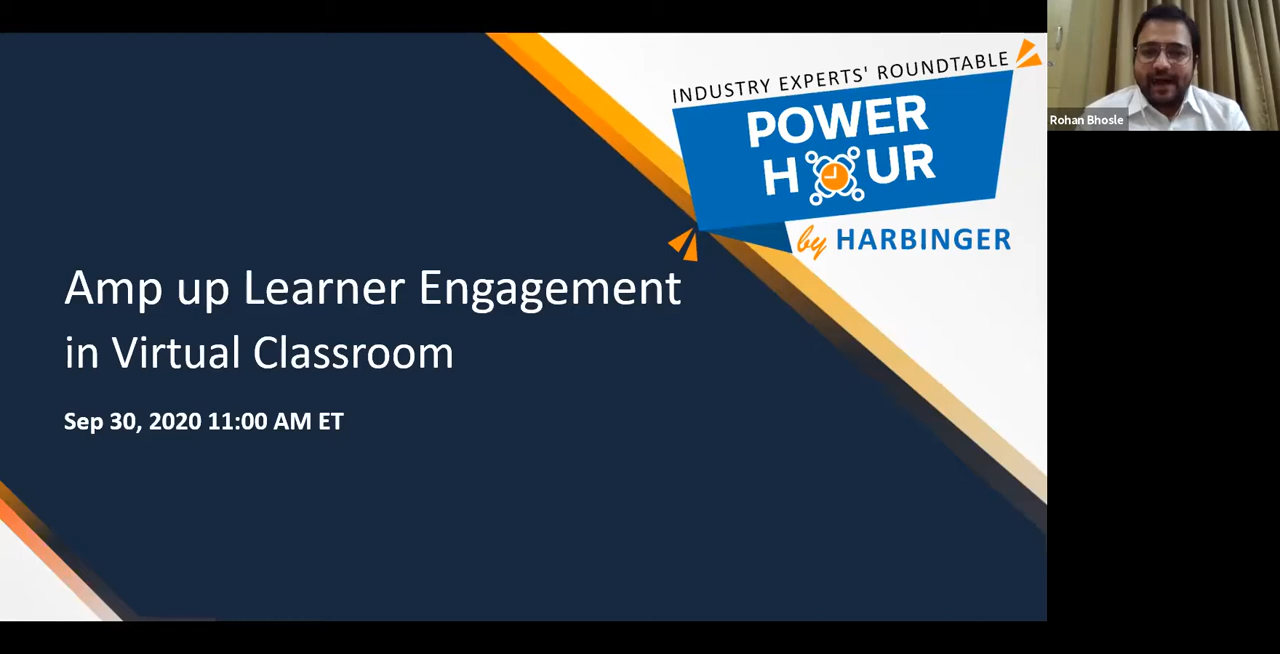 INDUSTRY EXPERTS' ROUNDTABLE
POWER
HOUR
by HARBINGER
Amp up Learner Engagement
in Virtual Classroom
Sep 30, 2020 11:00 AM ET
Rohan Bhosle